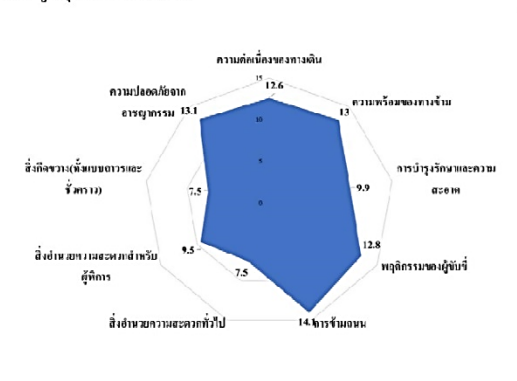 ความต่อเนื่องของทางเดิน
15
12.6
ความปลอดภัยจาก
อาชญากรรม 13.1
13
ความพร้อมของทางข้าม
10
สิ่งกีดขวาง(ทั้งแบบถาวรและ
ชั่วคราว)
7.5
5
0
9.9
การบำรุงรักษาและความ
สะอาด
สิ่งอำนวยความสะดวกสำหรับ
ผู้พิการ
9.5
12.8
พฤติกรรมของผู้ขับขี่
7.5
สิ่งอำนวยความสะดวกทั่วไป
14.1
การข้ามถนน